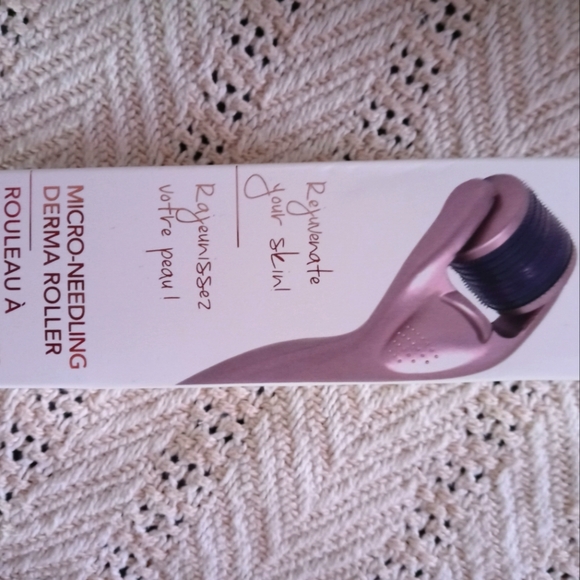 Rejuvenate
your skin!
Rajeunissez
votre peau!
MICRO-NEEDLING
DERMA ROLLER
ROULEAU À